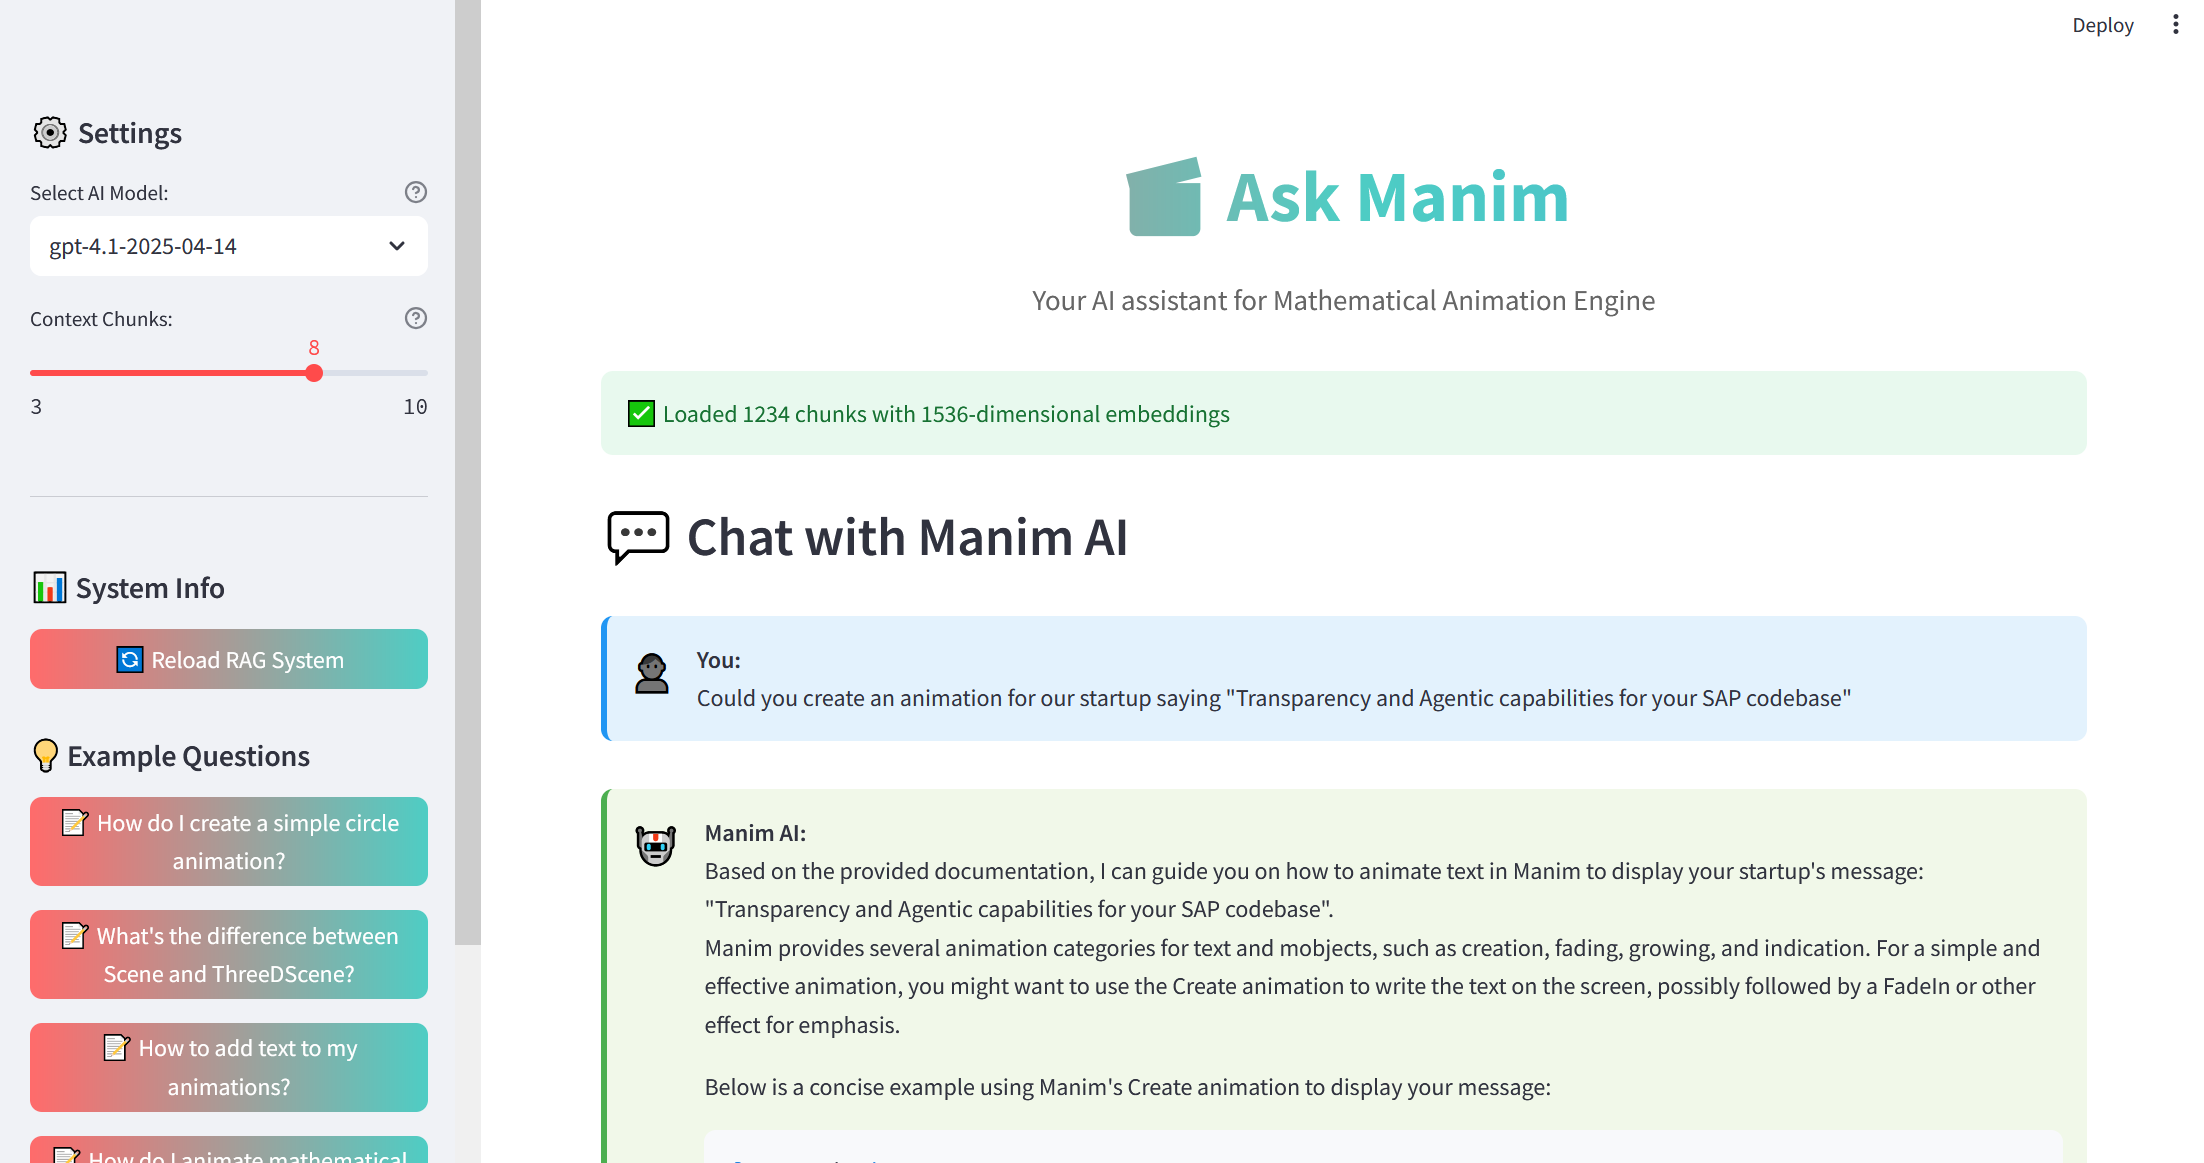 Deploy
Settings
Select AI Model:
gpt-4.1-2025-04-14
Context Chunks:
8
3
10
System Info
Reload RAG System
Example Questions
How do I create a simple circle
animation?
What's the difference between
Scene and ThreeDScene?
How to add text to my
animations?
How do I animate mathematical
Ask Manim
Your AI assistant for Mathematical Animation Engine
Loaded 1234 chunks with 1536-dimensional embeddings
Chat with Manim AI
You:
Could you create an animation for our startup saying "Transparency and Agentic capabilities for your SAP codebase"
Manim AI:
Based on the provided documentation, I can guide you on how to animate text in Manim to display your startup's message:
"Transparency and Agentic capabilities for your SAP codebase".
Manim provides several animation categories for text and mobjects, such as creation, fading, growing, and indication. For a simple and
effective animation, you might want to use the Create animation to write the text on the screen, possibly followed by a FadeIn or other
effect for emphasis.
Below is a concise example using Manim's Create animation to display your message: